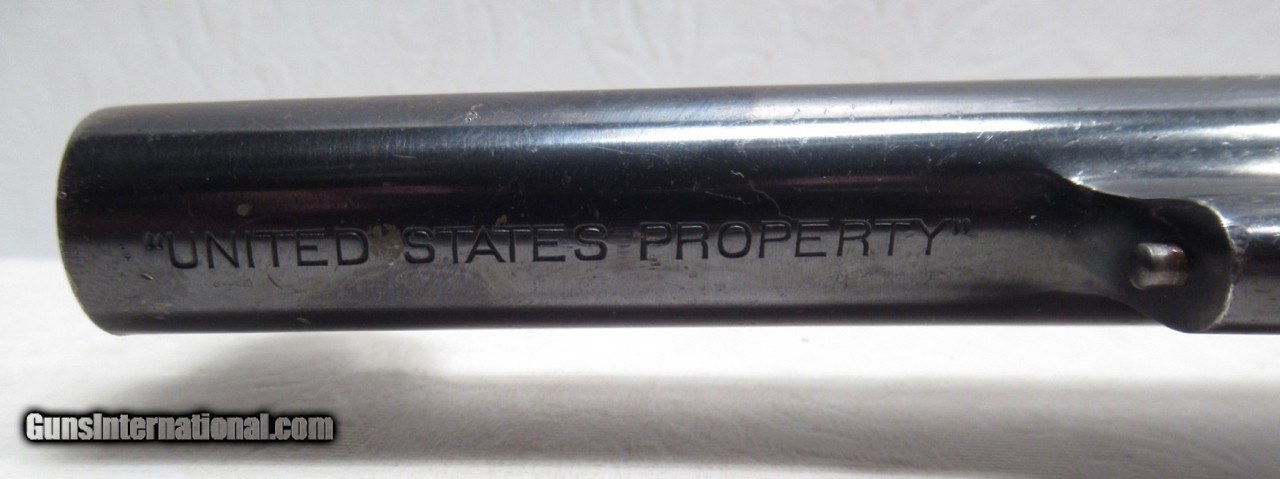 "UNITED STATES PROPERTY"
GunsInternational.com